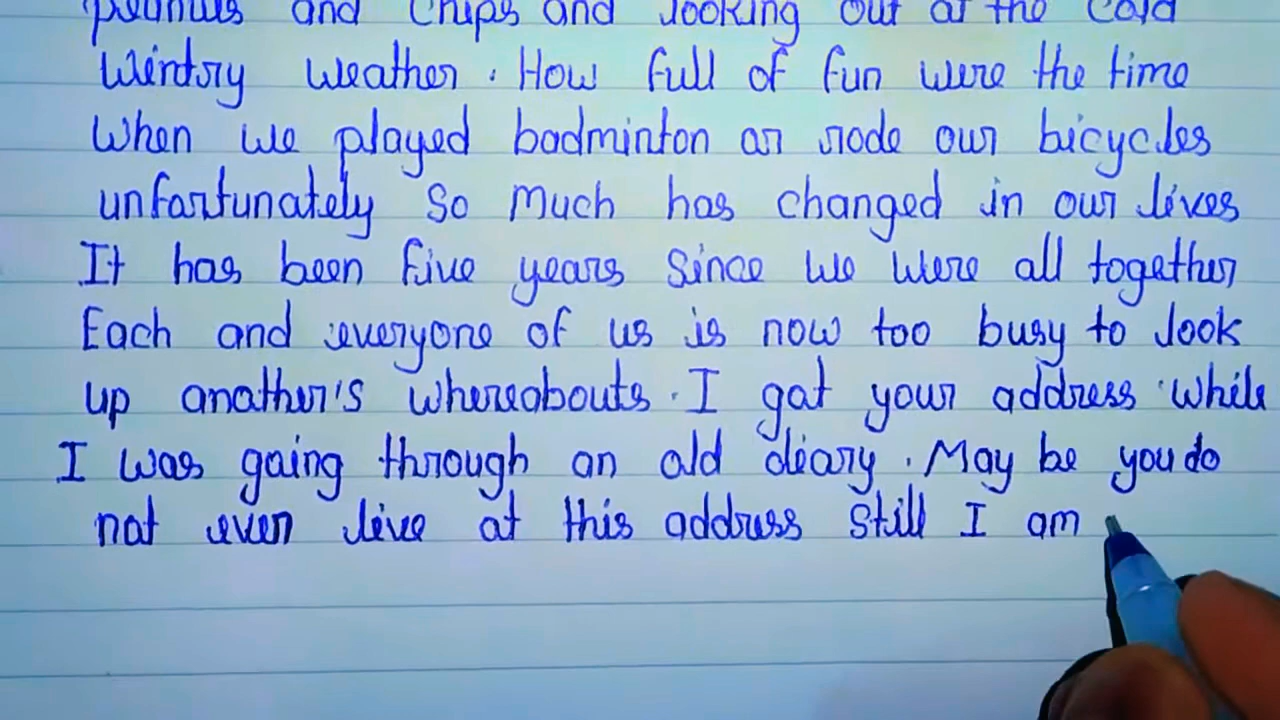 peanuts and Chips and looking out at the Cold
Wintry weather. How full of fun were the time
When we played badminton or rode our bicycles
unfortunately So Much has changed in our lives
It has been five years Since we Were all together
Each and everyone of us is now too busy to look
up another's whereabouts. I got your address while
I was going through an old diary. May be you do
not even live at this address Still I am